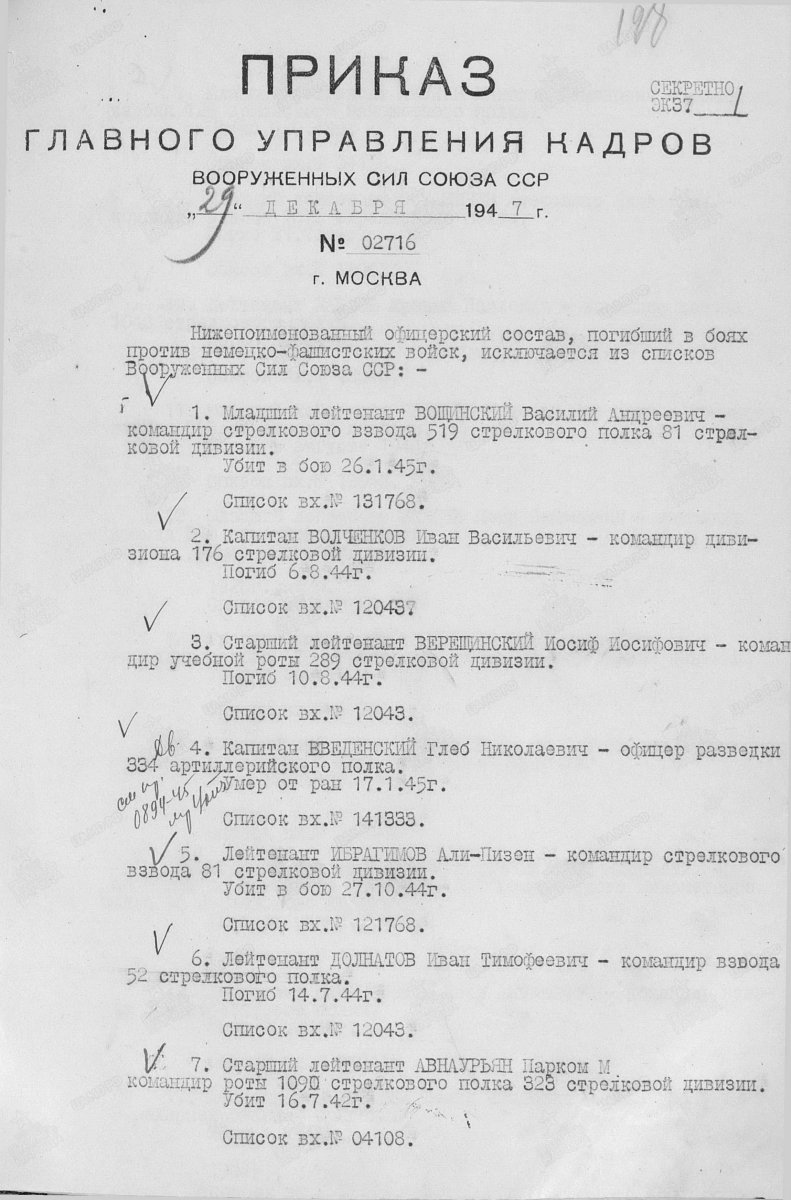 198
ПРИКАЗ
СЕКРЕТНО
ЭКЗ7 1
ГЛАВНОГО УПРАВЛЕНИЯ КАДРОВ
ВООРУЖЕННЫХ СИЛ СОЮЗА ССР
„29“ ДЕКАБРЯ 1947 г.
№ 02716
г. МОСКВА
Нижепоименованный офицерский состав, погибший в боях
против немецко-фашистских войск, исключается из списков
Вооруженных Сил Союза ССР: -
1. Младший лейтенант ВОЩИНСКИЙ Василий Андреевич -
командир стрелкового взвода 519 стрелкового полка 81 стрел-
ковой дивизии.
Убит в бою 26.1.45г.
Список вх.№ 131768.
2. Капитан ВОЛЧЕНКОВ Иван Васильевич - командир диви-
зиона 176 стрелковой дивизии.
Погиб 6.8.44г.
Список вх.№ 12043?
3. Старший лейтенант ВЕРЕЩИНСКИЙ Иосиф Иосифович - коман
дир учебной роты 289 стрелковой дивизии.
Погиб 10.8.44г.
Список вх.№ 12043.
4. Капитан ВВЕДЕНСКИЙ Глеб Николаевич - офицер разведки
334 артиллерийского полка.
Умер от ран 17.1.45г.
см пр.
0894-45
Список вх.№ 141333.
5. Лейтенант ИБРАГИМОВ Али-Пизен - командир стрелкового
взвода 81 стрелковой дивизии.
Убит в бою 27.10.44г.
Список вх.№ 121768.
6. Лейтенант ДОЛНАТОВ Иван Тимофеевич - командир взвода
52 стрелкового полка.
Погиб 14.7.44г.
Список вх.№ 12043.
7. Старший лейтенант АВНАУРЬЯН Парком М
командир роты 1090 стрелкового полка 323 стрелковой дивизии.
Убит 16.7.42г.
Список вх.№ 04108.